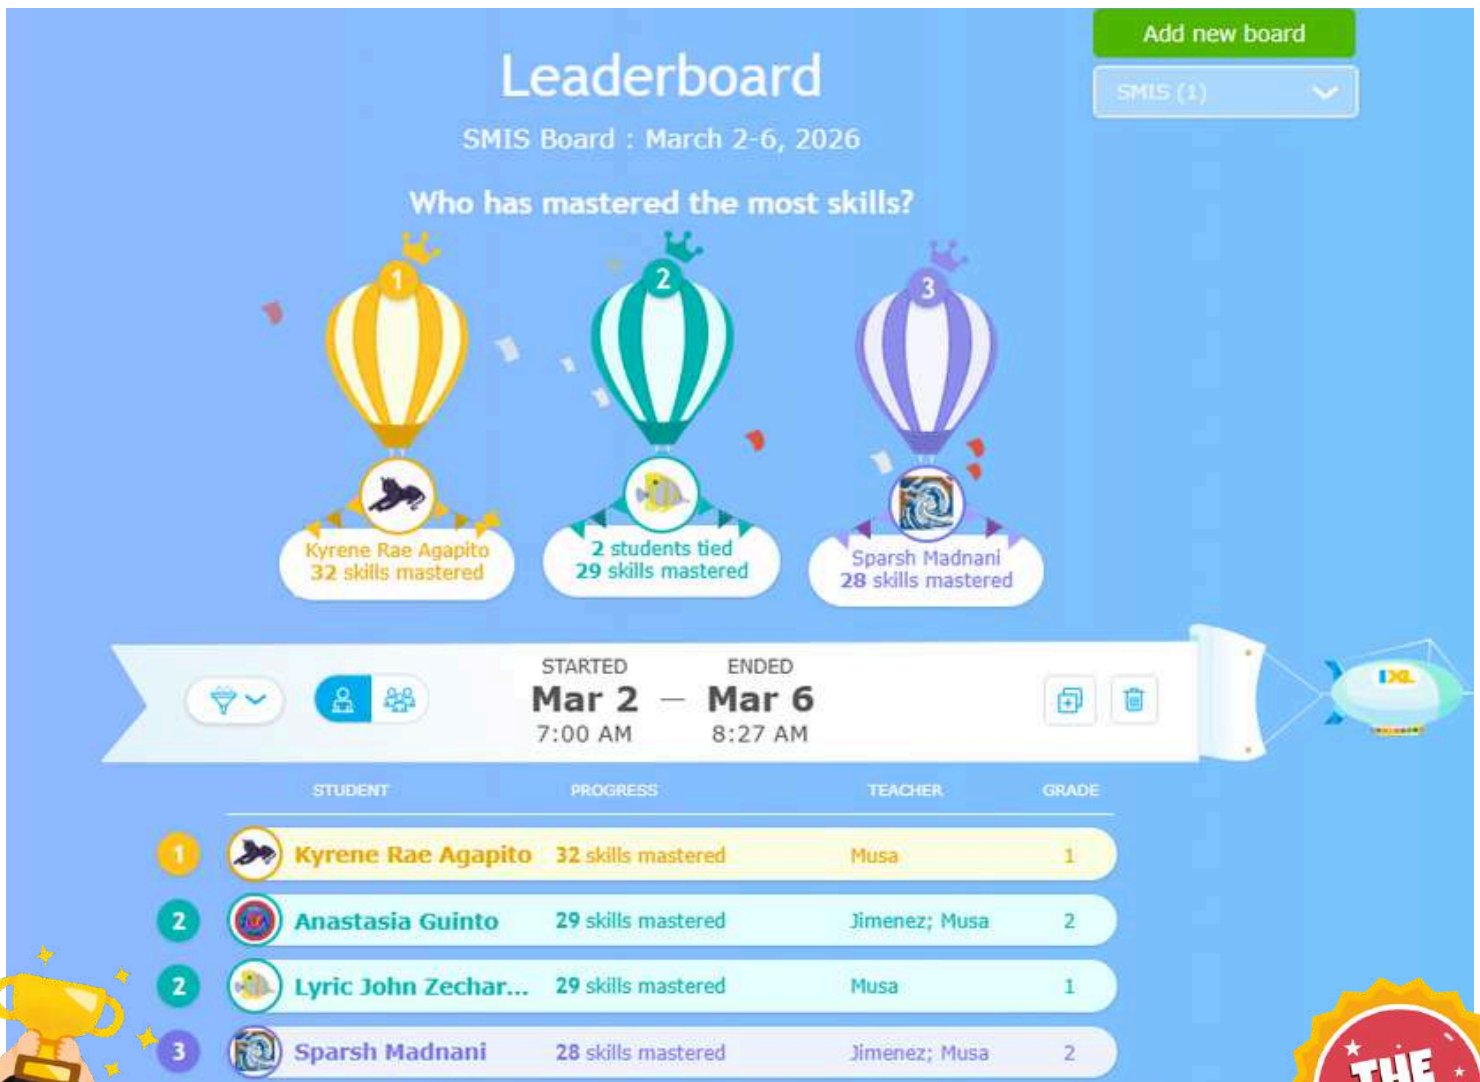 Add new board
SMIS (1)
Leaderboard
SMIS Board : March 2-6, 2026
Who has mastered the most skills?
1
2
3
Kyrene Rae Agapito
32 skills mastered
2 students tied
29 skills mastered
Sparsh Madnani
28 skills mastered
STARTED
Mar 2
7:00 AM
—
ENDED
Mar 6
8:27 AM
IXL
STUDENT PROGRESS TEACHER GRADE
1 Kyrene Rae Agapito 32 skills mastered Musa 1
2 Anastasia Guinto 29 skills mastered Jimenez; Musa 2
2 Lyric John Zechar... 29 skills mastered Musa 1
3 Sparsh Madnani 28 skills mastered Jimenez; Musa 2
THE